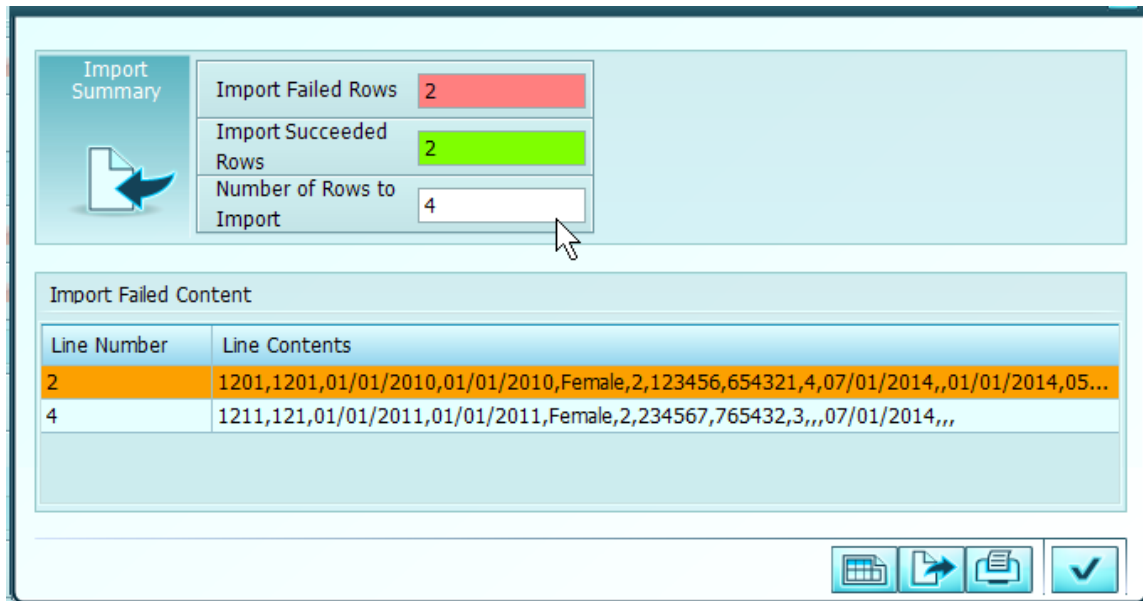 Import
Summary
Import Failed Rows 2
Import Succeeded
Rows
2
Number of Rows to
Import
4
Import Failed Content
Line Number Line Contents
2 1201,1201,01/01/2010,01/01/2010,Female,2,123456,654321,4,07/01/2014,,01/01/2014,05...
4 1211,121,01/01/2011,01/01/2011,Female,2,234567,765432,3,,,07/01/2014,,,